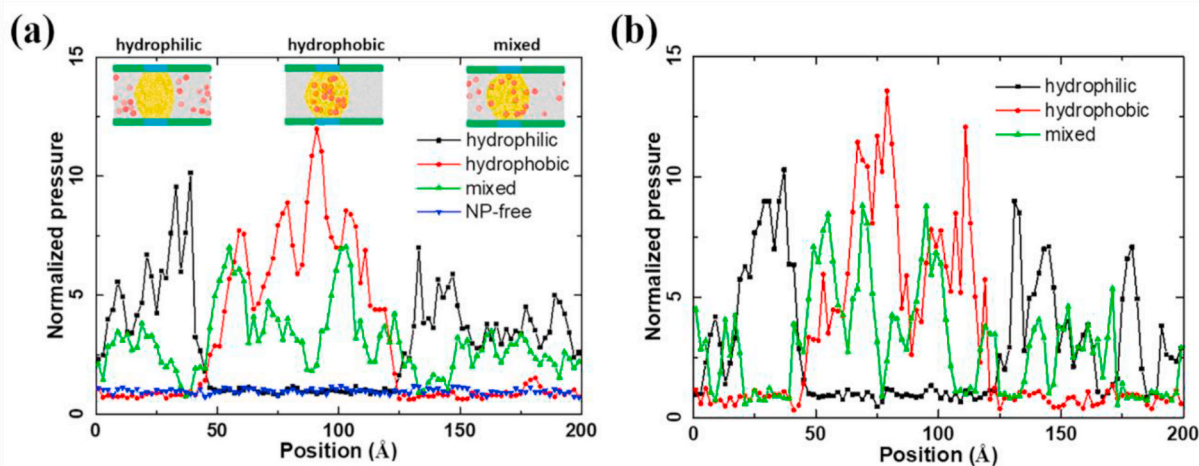 (a)
hydrophilic hydrophobic mixed
15
10
5
0
Normalized pressure
hydrophilic
hydrophobic
mixed
NP-free
0 50 100 150 200
Position (Å)
(b)
15
10
5
0
Normalized pressure
hydrophilic
hydrophobic
mixed
0 50 100 150 200
Position (Å)